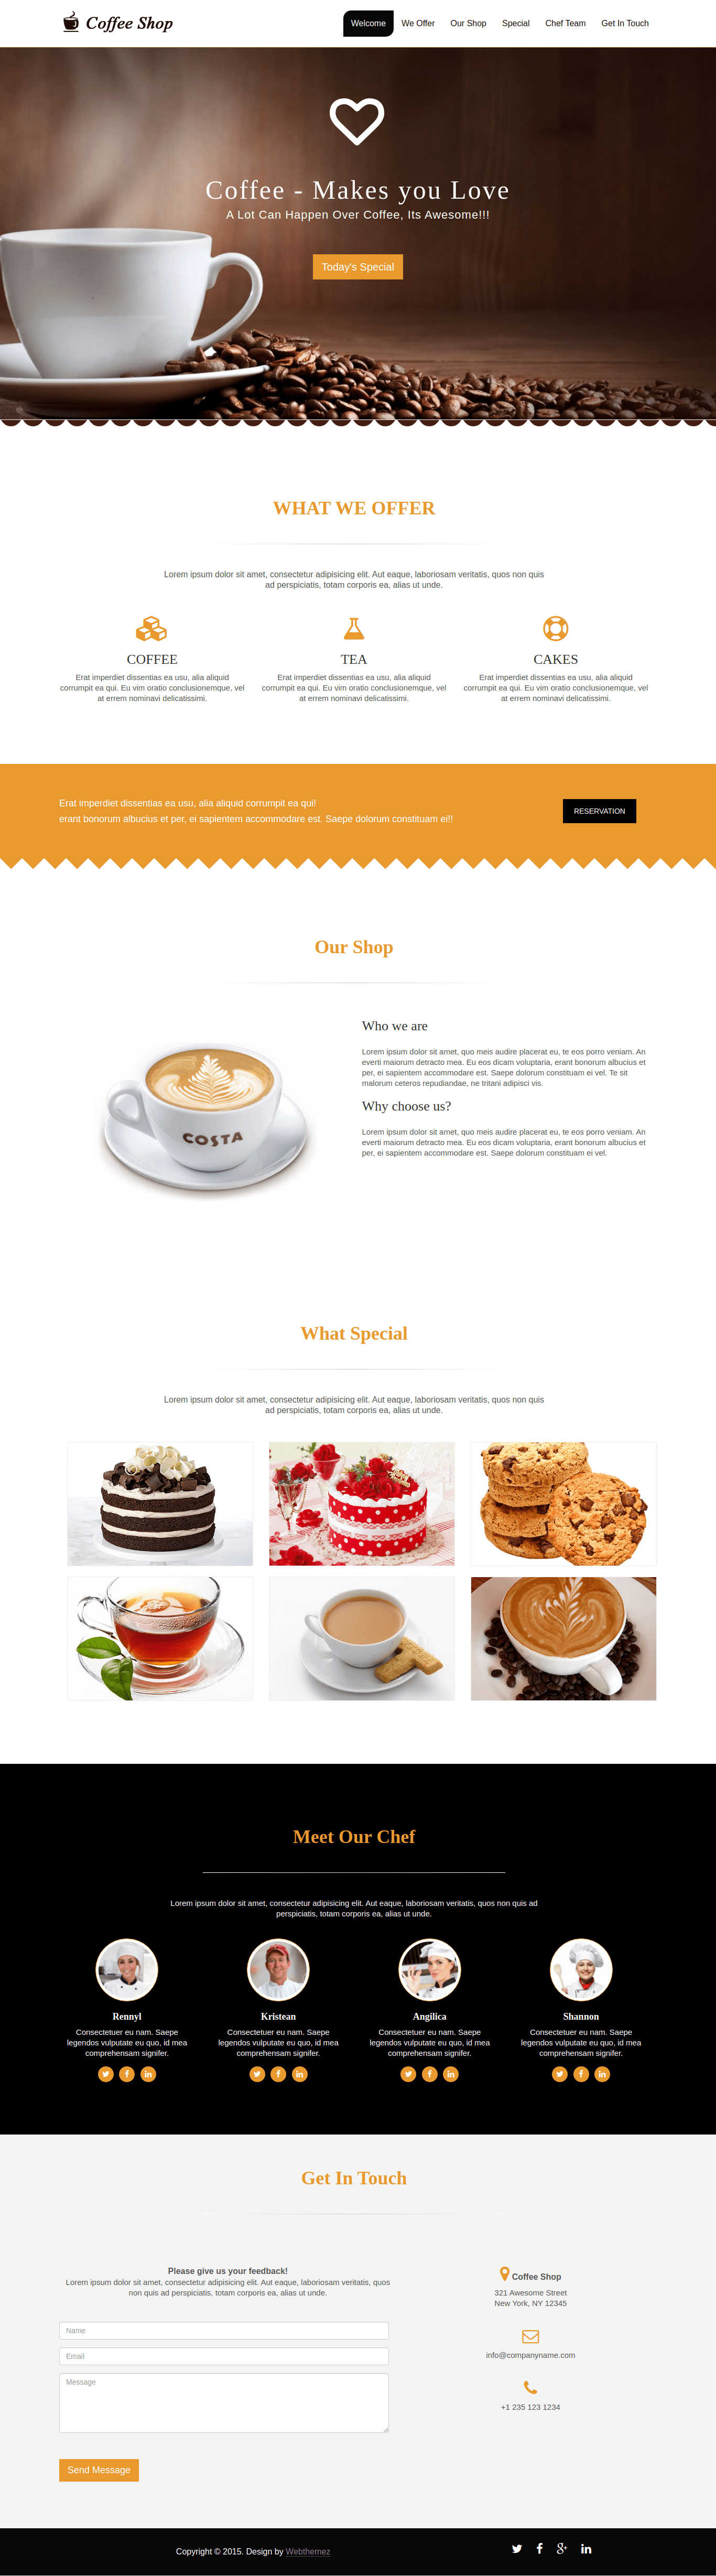 Coffee Shop
Welcome
We Offer
Our Shop
Special
Chef Team
Get In Touch
Coffee - Makes you Love
A Lot Can Happen Over Coffee, Its Awesome!!!
Today's Special
WHAT WE OFFER
Lorem ipsum dolor sit amet, consectetur adipisicing elit. Aut eaque, laboriosam veritatis, quos non quis
ad perspiciatis, totam corporis ea, alias ut unde.
COFFEE
Erat imperdiet dissentias ea usu, alia aliquid
corrumpit ea qui. Eu vim oratio conclusionemque, vel
at errem nominavi delicatissimi.
TEA
Erat imperdiet dissentias ea usu, alia aliquid
corrumpit ea qui. Eu vim oratio conclusionemque, vel
at errem nominavi delicatissimi.
CAKES
Erat imperdiet dissentias ea usu, alia aliquid
corrumpit ea qui. Eu vim oratio conclusionemque, vel
at errem nominavi delicatissimi.
Erat imperdiet dissentias ea usu, alia aliquid corrumpit ea qui!
erant bonorum albucius et per, ei sapientem accommodare est. Saepe dolorum constituam ei!!
RESERVATION
Our Shop
COSTA
Who we are
Lorem ipsum dolor sit amet, quo meis audire placerat eu, te eos porro veniam. An
everti maiorum detracto mea. Eu eos dicam voluptaria, erant bonorum albucius et
per, ei sapientem accommodare est. Saepe dolorum constituam ei vel. Te sit
malorum ceteros repudiandae, ne tritani adipisci vis.
Why choose us?
Lorem ipsum dolor sit amet, quo meis audire placerat eu, te eos porro veniam. An
everti maiorum detracto mea. Eu eos dicam voluptaria, erant bonorum albucius et
per, ei sapientem accommodare est. Saepe dolorum constituam ei vel.
What Special
Lorem ipsum dolor sit amet, consectetur adipisicing elit. Aut eaque, laboriosam veritatis, quos non quis
ad perspiciatis, totam corporis ea, alias ut unde.
Meet Our Chef
Lorem ipsum dolor sit amet, consectetur adipisicing elit. Aut eaque, laboriosam veritatis, quos non quis ad
perspiciatis, totam corporis ea, alias ut unde.
Rennyl
Consectetuer eu nam. Saepe
legendos vulputate eu quo, id mea
comprehensam signifer.
Kristean
Consectetuer eu nam. Saepe
legendos vulputate eu quo, id mea
comprehensam signifer.
Angilica
Consectetuer eu nam. Saepe
legendos vulputate eu quo, id mea
comprehensam signifer.
Shannon
Consectetuer eu nam. Saepe
legendos vulputate eu quo, id mea
comprehensam signifer.
Get In Touch
Please give us your feedback!
Lorem ipsum dolor sit amet, consectetur adipisicing elit. Aut eaque, laboriosam veritatis, quos
non quis ad perspiciatis, totam corporis ea, alias ut unde.
Name
Email
Message
Send Message
Coffee Shop
321 Awesome Street
New York, NY 12345
info@companyname.com
+1 235 123 1234
Copyright © 2015. Design by Webthemez